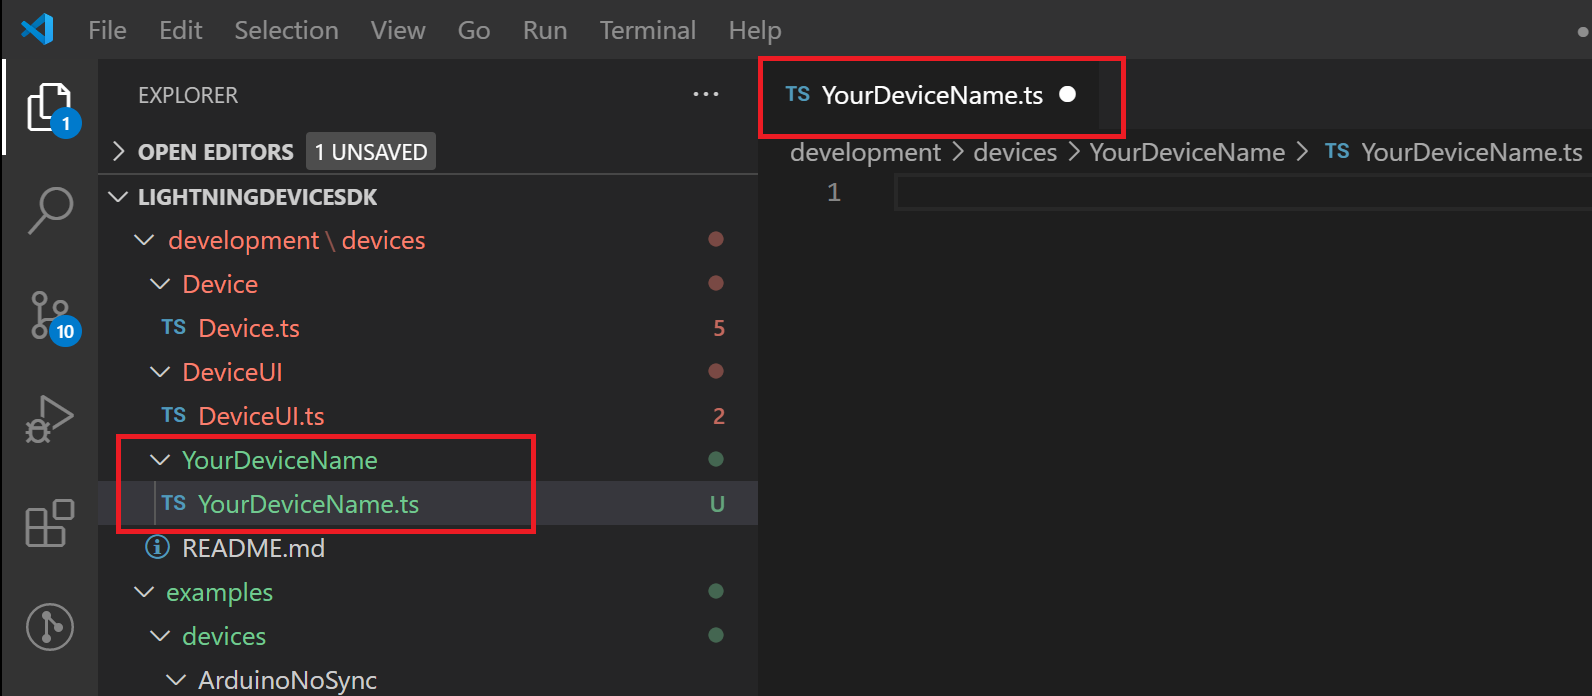 File Edit Selection View Go Run Terminal Help
1
EXPLORER
TS YourDeviceName.ts
OPEN EDITORS 1 UNSAVED
development > devices > YourDeviceName > TS YourDeviceName.ts
1
LIGHTNINGDEVICESDK
development \ devices
Device
TS Device.ts 5
10
DeviceUI
TS DeviceUI.ts 2
YourDeviceName
TS YourDeviceName.ts U
README.md
examples
devices
ArduinoNoSync